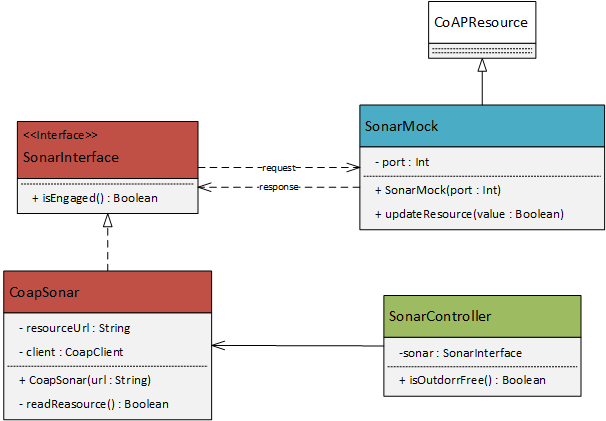 CoAPResource
SonarMock
- port : Int
+ SonarMock(port : Int)
+ updateResource(value : Boolean)
<<Interface>>
SonarInterface
+ isEngaged() : Boolean
request
response
CoapSonar
- resourceUrl : String
- client : CoapClient
+ CoapSonar(url : String)
- readReasource() : Boolean
SonarController
-sonar : SonarInterface
+ isOutdorrFree() : Boolean